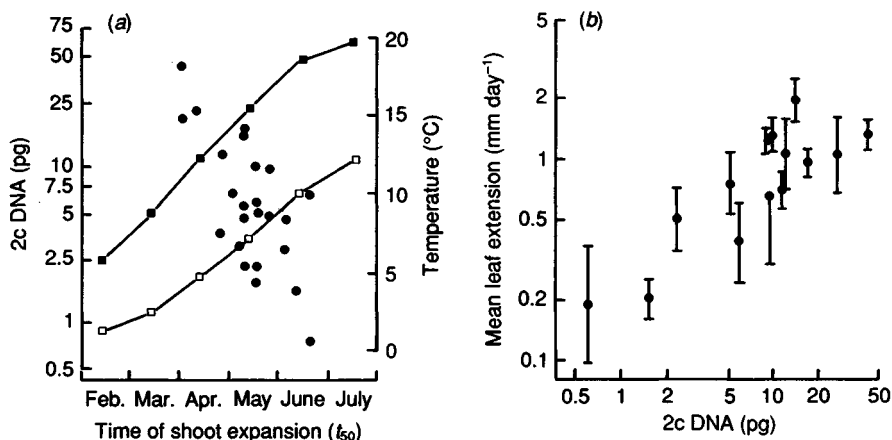 (a)
75
50
25
10
7.5
5
2.5
1
0.5
2c DNA (pg)
20
15
10
5
0
Temperature (°C)
Feb. Mar. Apr. May June July
Time of shoot expansion (t50)
(b)
5
2
1
0.5
0.2
0.1
Mean leaf extension (mm day−1)
0.5 1 2 5 10 20 50
2c DNA (pg)